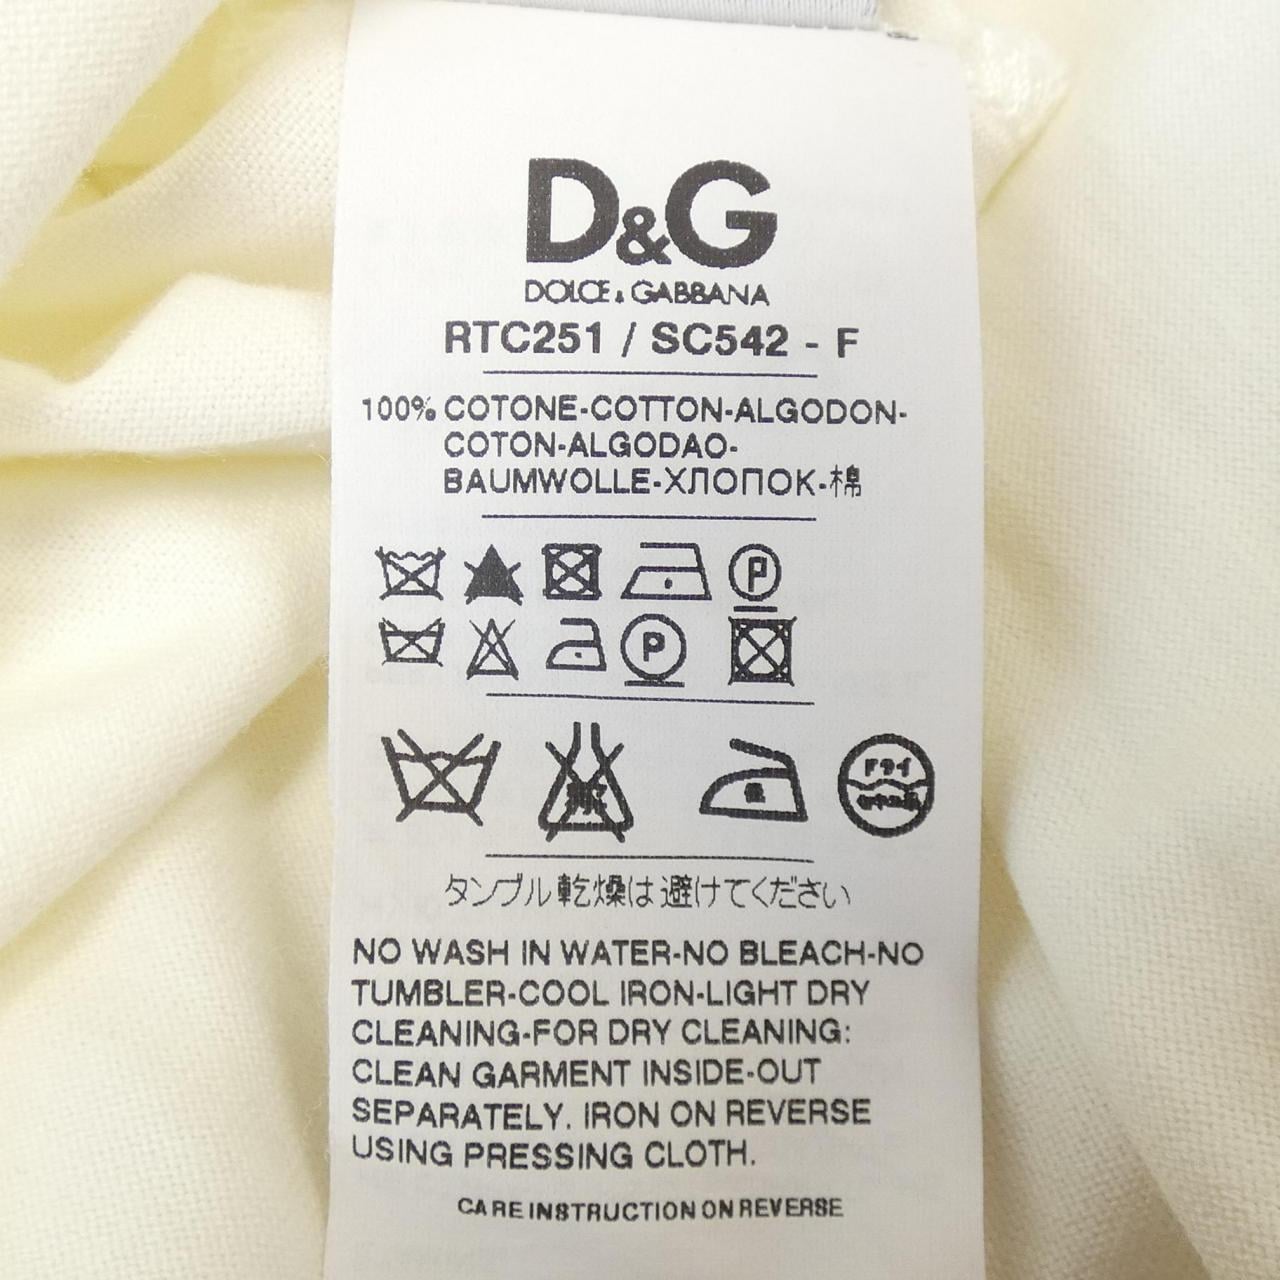 D&G
DOLCE & GABBANA
RTC251 / SC542 - F
100% COTONE-COTTON-ALGODON-
COTON-ALGODAO-
BAUMWOLLE-ХЛОПОК-棉
P
P
ドライ
タンブル乾燥は避けてください
NO WASH IN WATER-NO BLEACH-NO
TUMBLER-COOL IRON-LIGHT DRY
CLEANING-FOR DRY CLEANING:
CLEAN GARMENT INSIDE-OUT
SEPARATELY. IRON ON REVERSE
USING PRESSING CLOTH.
CARE INSTRUCTION ON REVERSE